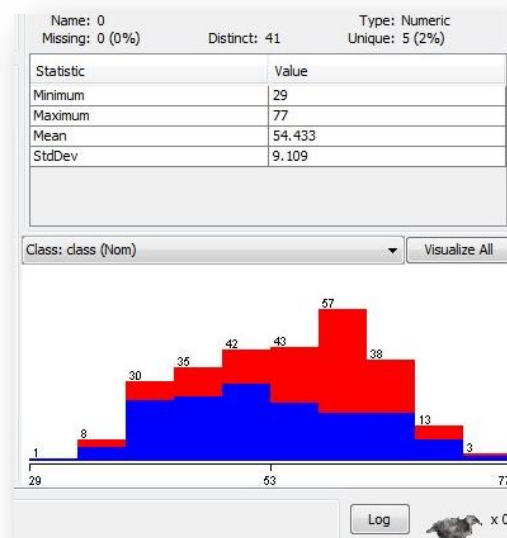 Name: 0 Type: Numeric
Missing: 0 (0%) Distinct: 41 Unique: 5 (2%)
Statistic Value
Minimum 29
Maximum 77
Mean 54.433
StdDev 9.109
Class: class (Nom) Visualize All
57
42 43
38
35
30
13
8
3
1
29 53 77
Log x 0